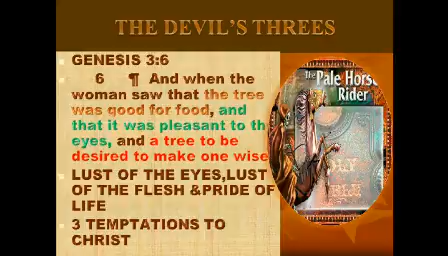 THE DEVIL'S THREES
GENESIS 3:6
6 ¶ And when the
woman saw that the tree
was good for food, and
that it was pleasant to th
eyes, and a tree to be
desired to make one wise
LUST OF THE EYES,LUST
OF THE FLESH &PRIDE OF
LIFE
3 TEMPTATIONS TO
CHRIST
The Pale Hors
Rider
HOLY